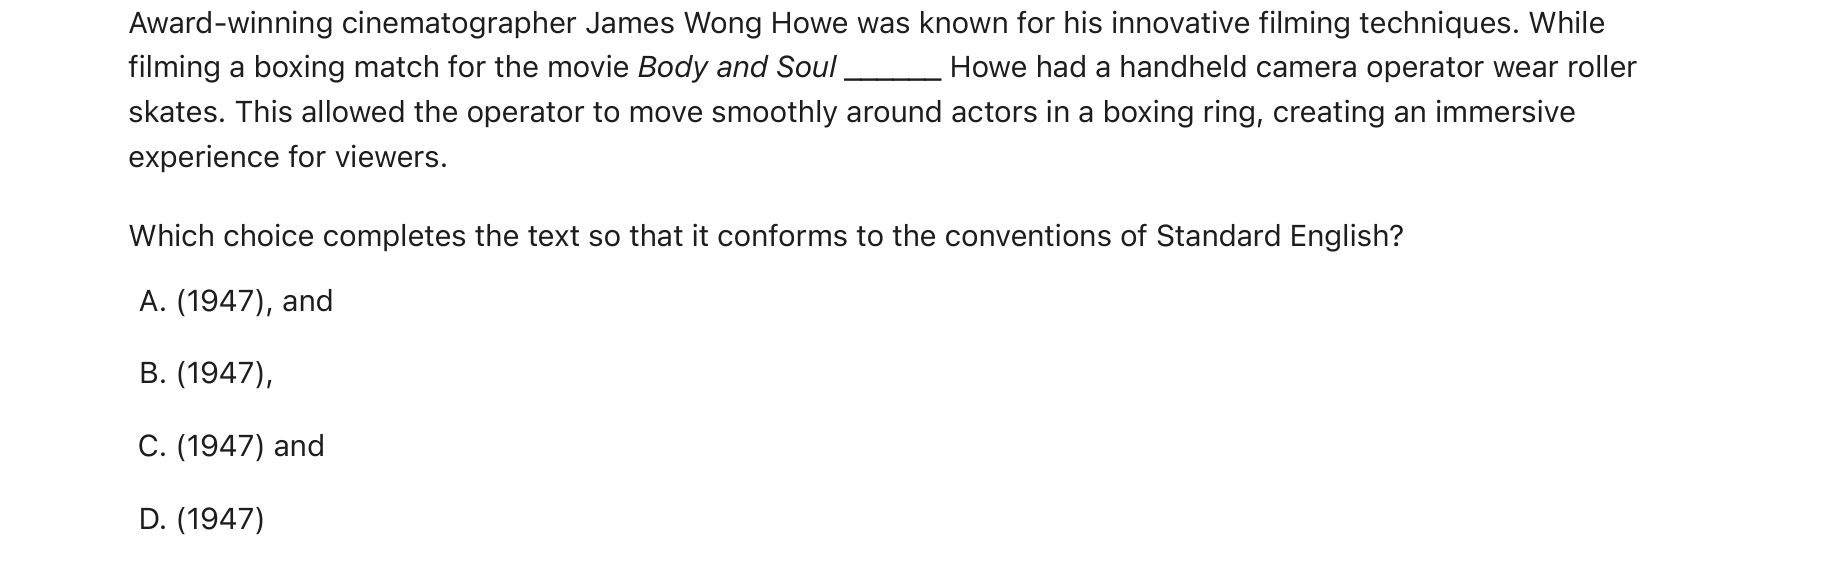 Award-winning cinematographer James Wong Howe was known for his innovative filming techniques. While
filming a boxing match for the movie Body and Soul ______ Howe had a handheld camera operator wear roller
skates. This allowed the operator to move smoothly around actors in a boxing ring, creating an immersive
experience for viewers.
Which choice completes the text so that it conforms to the conventions of Standard English?
A. (1947), and
B. (1947),
C. (1947) and
D. (1947)